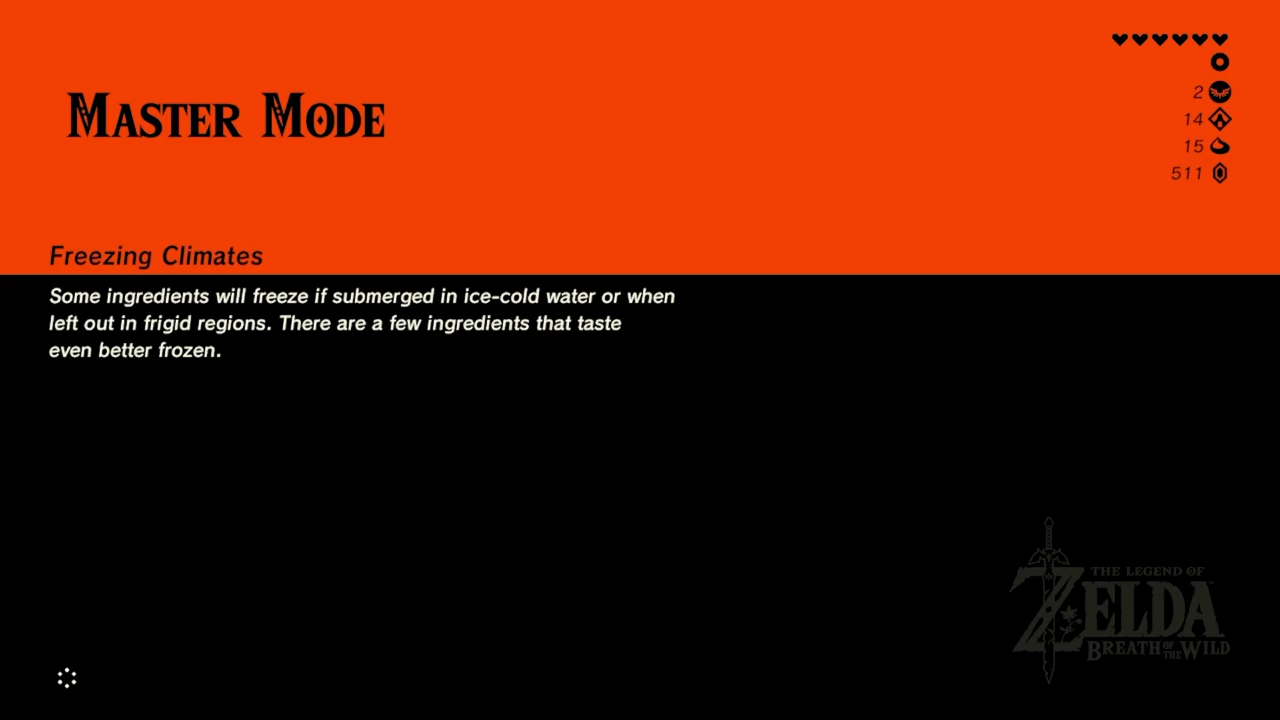 Master Mode
2
14
15
511
Freezing Climates
Some ingredients will freeze if submerged in ice-cold water or when
left out in frigid regions. There are a few ingredients that taste
even better frozen.
THE LEGEND OF
ZELDA
BREATH OF THE WILD